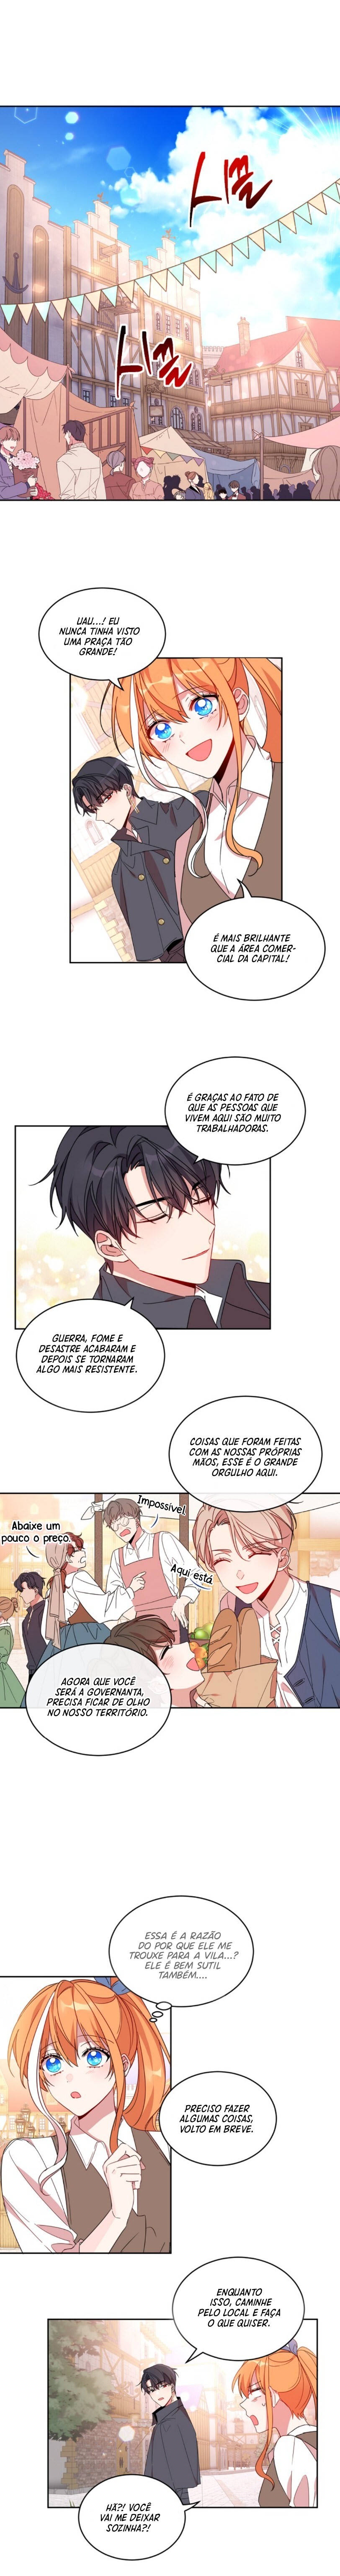 시끌
시끌
UAU...! EU
NUNCA TINHA VISTO
UMA PRAÇA TÃO
GRANDE!
É MAIS BRILHANTE
QUE A ÁREA COMER-
CIAL DA CAPITAL!
É GRAÇAS AO FATO DE
QUE AS PESSOAS QUE
VIVEM AQUI SÃO MUITO
TRABALHADORAS.
GUERRA, FOME E
DESASTRE ACABARAM E
DEPOIS SE TORNARAM
ALGO MAIS RESISTENTE.
COISAS QUE FORAM FEITAS
COM AS NOSSAS PRÓPRIAS
MÃOS, ESSE É O GRANDE
ORGULHO AQUI.
Impossível
Abaixe um
pouco o preço.
Aqui está
AGORA QUE VOCÊ
SERÁ A GOVERNANTA,
PRECISA FICAR DE OLHO
NO NOSSO TERRITÓRIO.
ESSA É A RAZÃO
DO POR QUE ELE ME
TROUXE PARA A VILA...?
ELE É BEM SUTIL
TAMBÉM....
PRECISO FAZER
ALGUMAS COISAS,
VOLTO EM BREVE.
ENQUANTO
ISSO, CAMINHE
PELO LOCAL E FAÇA
O QUE QUISER.
HÃ?! VOCÊ
VAI ME DEIXAR
SOZINHA?!